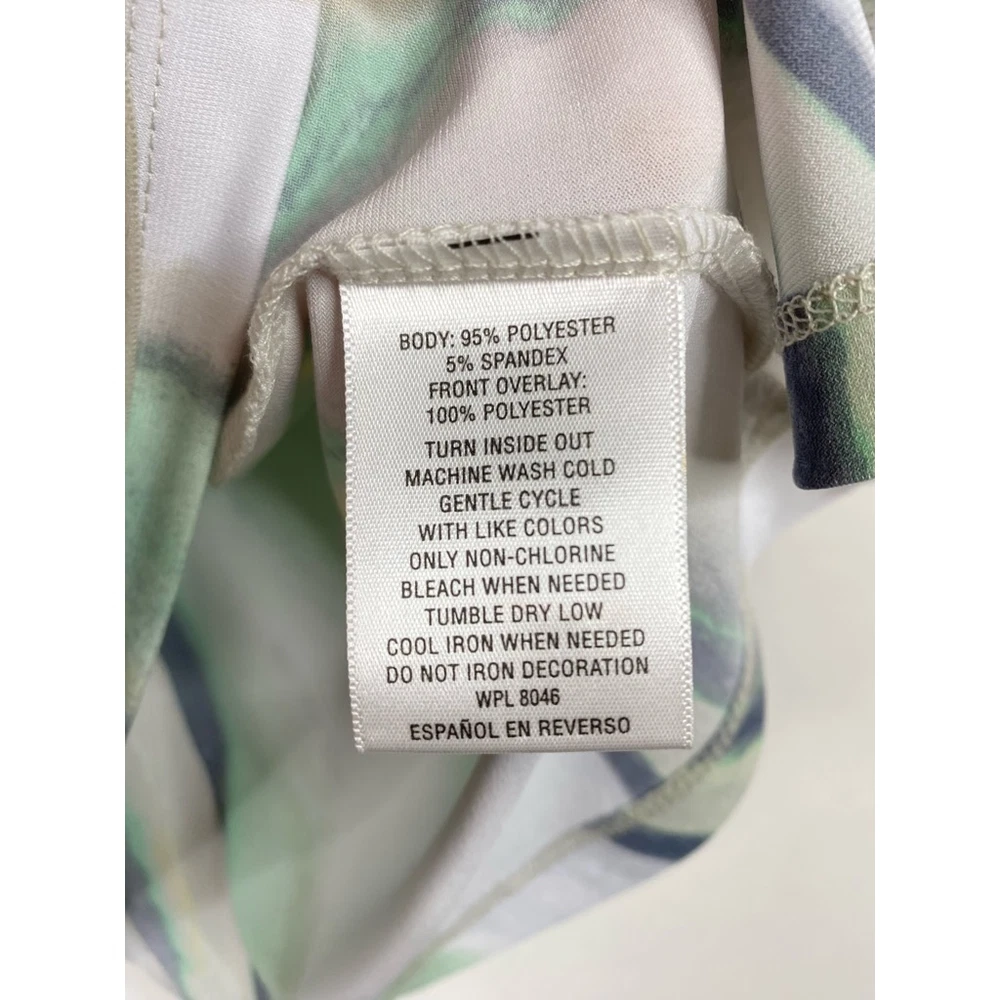 BODY: 95% POLYESTER
5% SPANDEX
FRONT OVERLAY:
100% POLYESTER
TURN INSIDE OUT
MACHINE WASH COLD
GENTLE CYCLE
WITH LIKE COLORS
ONLY NON-CHLORINE
BLEACH WHEN NEEDED
TUMBLE DRY LOW
COOL IRON WHEN NEEDED
DO NOT IRON DECORATION
WPL 8046
ESPAÑOL EN REVERSO